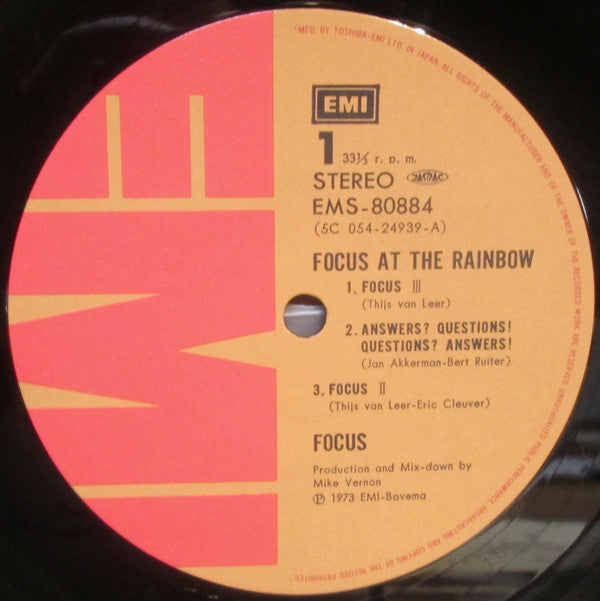 "MFD. BY TOSHIBA-EMI LTD. IN JAPAN. ALL RIGHTS OF THE MANUFACTURER AND OF THE OWNER OF THE RECORDED WORK ARE RESERVED. UNAUTHORIZED PUBLIC PERFORMANCE, BROADCASTING AND COPYING OF THE RECORD PROHIBITED"
EMI
EMI
1 33⅓ r. p. m.
STEREO JASRAC
EMS-80884
(5C 054-24939-A)
FOCUS AT THE RAINBOW
1. FOCUS Ⅲ
(Thijs van Leer)
2. ANSWERS? QUESTIONS!
QUESTIONS? ANSWERS!
(Jan Akkerman-Bert Ruiter)
3. FOCUS Ⅱ
(Thijs van Leer-Eric Cleuver)
FOCUS
Production and Mix-down by
Mike Vernon
Ⓟ 1973 EMI-Bovema